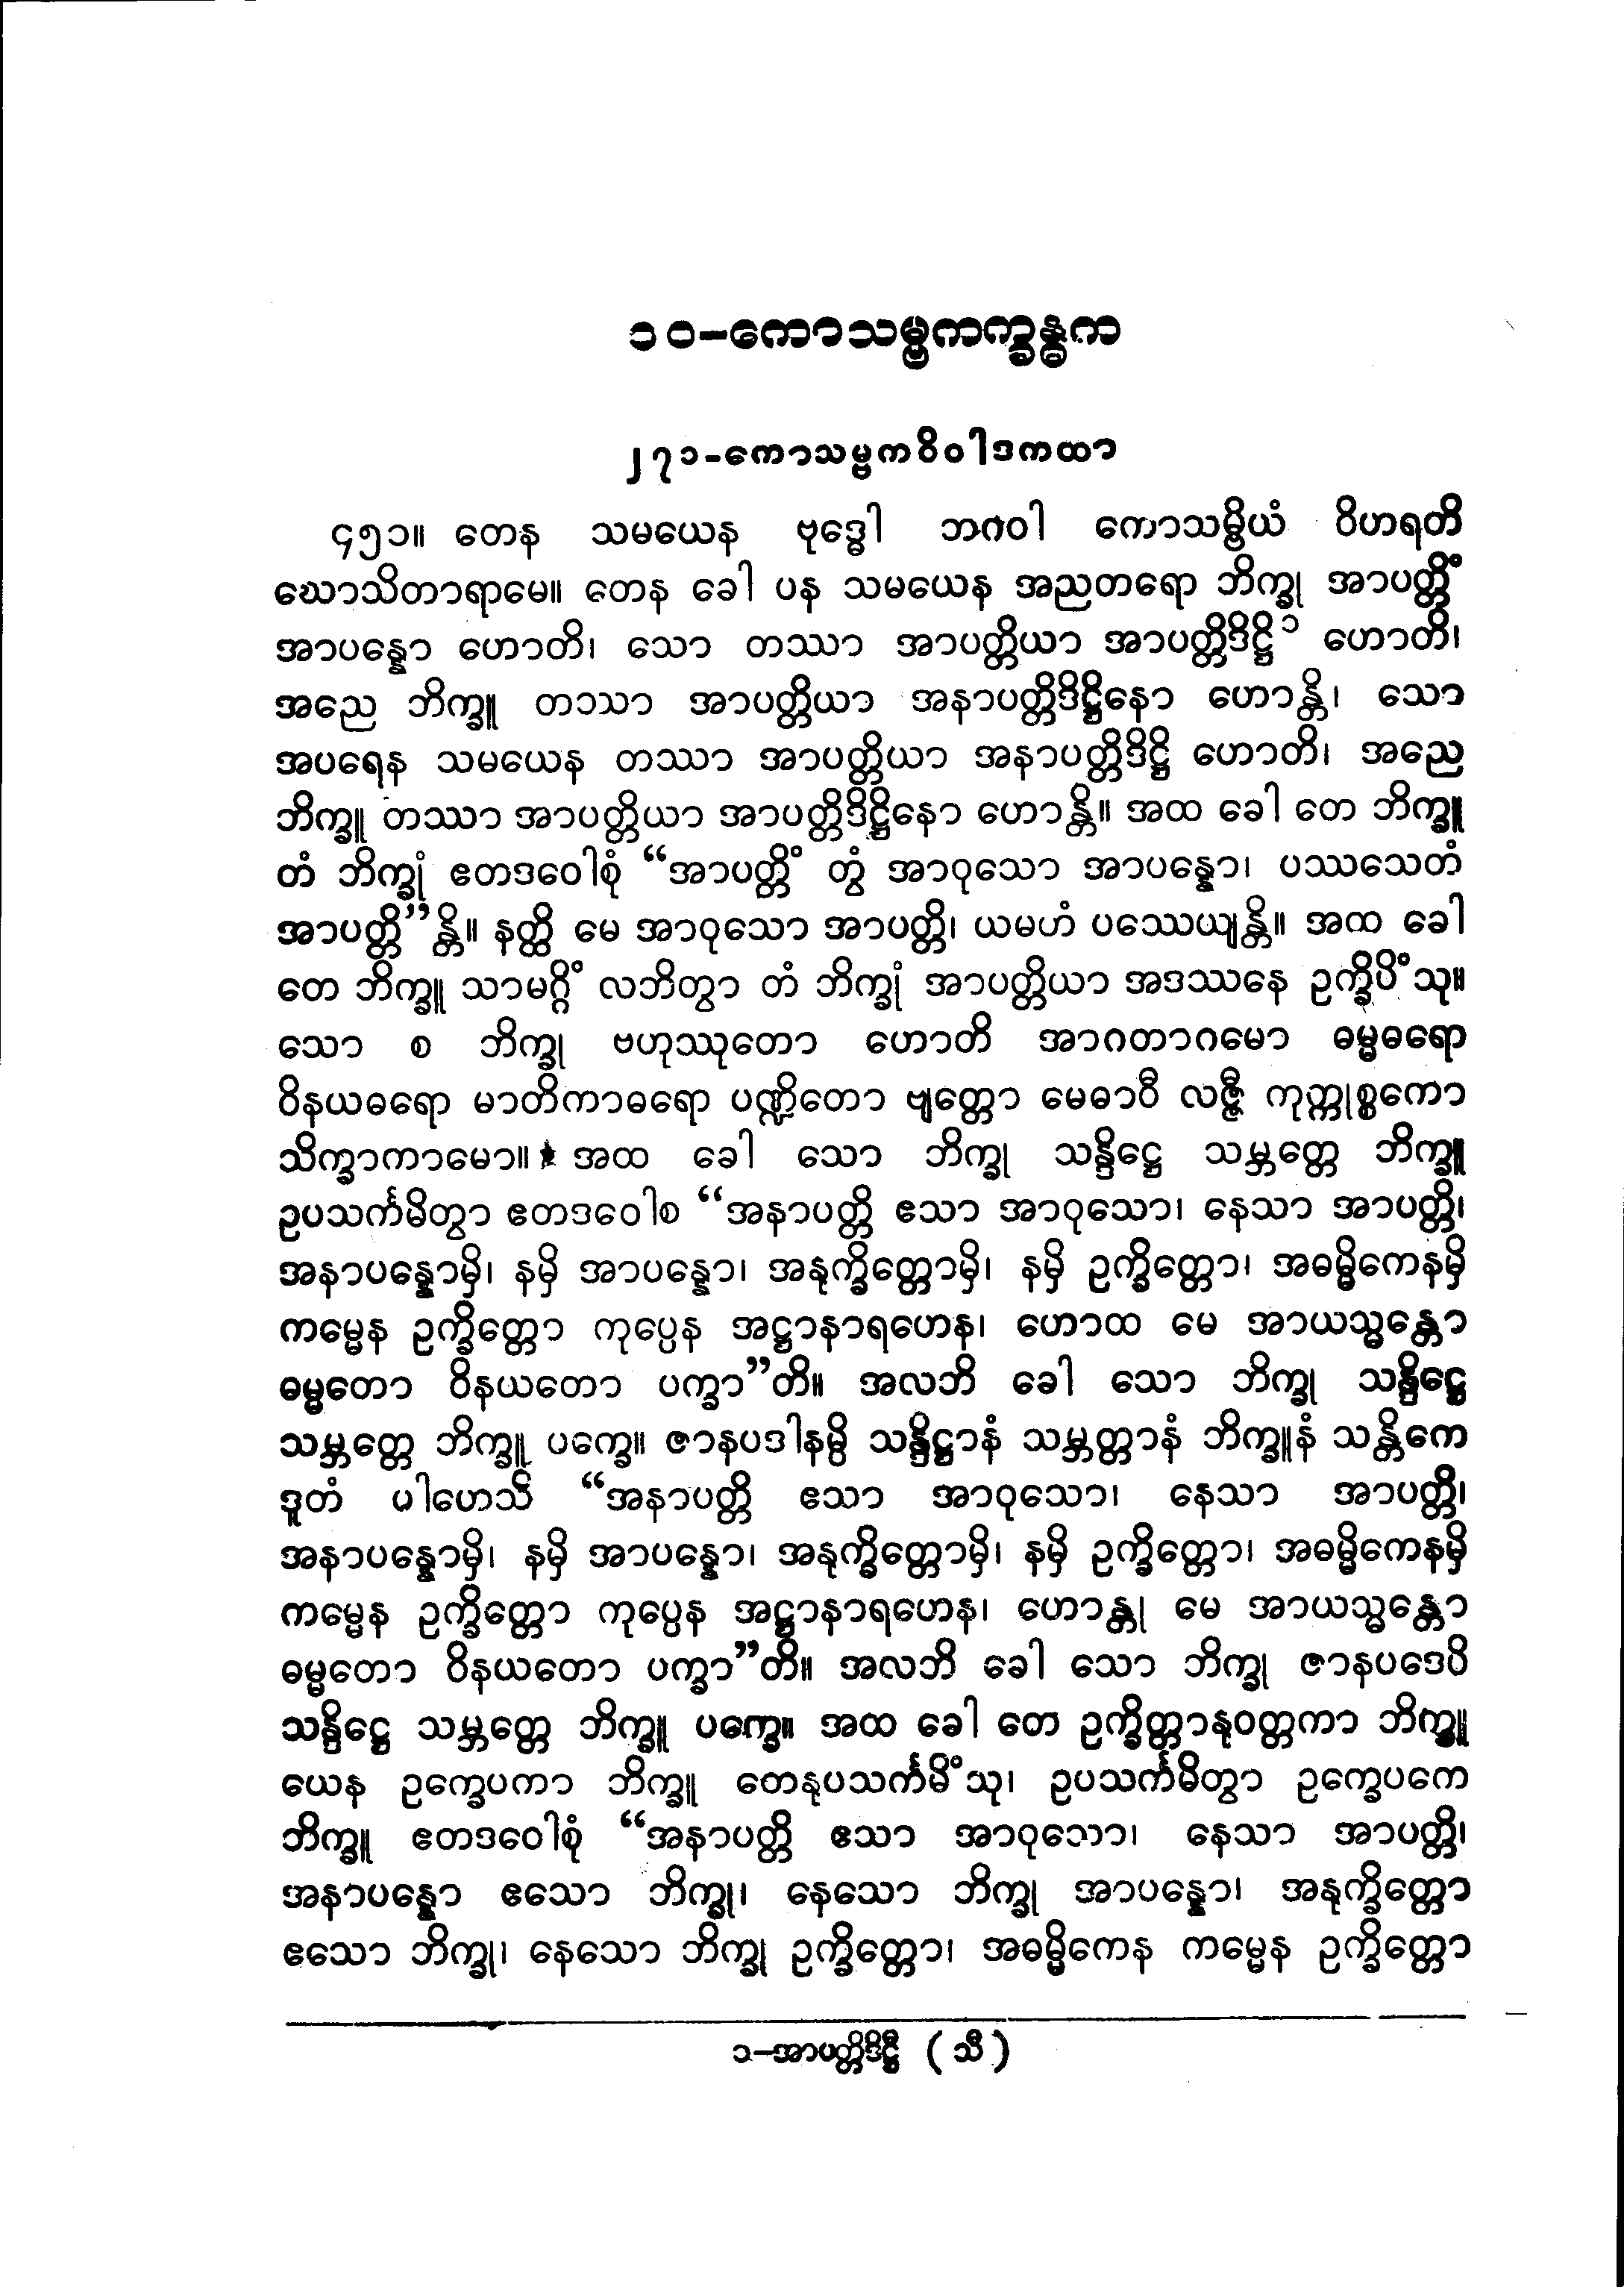 ၁၀–ကောသမ္ဗကက္ခန္ဓက
၂၇၁–ကောသမ္ဗကဝိဝါဒကထာ
၄၅၁။ တေန သမယေန ဗုဒ္ဓေါ ဘဂဝါ ကောသမ္ဗိယံ ဝိဟရတိ
ဃောသိတာရာမေ။ တေန ခေါ ပန သမယေန အညတရော ဘိက္ခု အာပတ္တိံ
အာပန္နော ဟောတိ၊ သော တဿာ အာပတ္တိယာ အာပတ္တိဒိဋ္ဌိ ၁ ဟောတိ၊
အညေ ဘိက္ခူ တဿာ အာပတ္တိယာ အနာပတ္တိဒိဋ္ဌိနော ဟောန္တိ၊ သော
အပရေန သမယေန တဿာ အာပတ္တိယာ အနာပတ္တိဒိဋ္ဌိ ဟောတိ၊ အညေ
ဘိက္ခူ တဿာ အာပတ္တိယာ အာပတ္တိဒိဋ္ဌိနော ဟောန္တိ။ အထ ခေါ တေ ဘိက္ခူ
တံ ဘိက္ခုံ ဧတဒဝေါစုံ “အာပတ္တိံ တွံ အာဝုသော အာပန္နော၊ ပဿသေတံ
အာပတ္တိ”န္တိ။ နတ္ထိ မေ အာဝုသော အာပတ္တိ၊ ယမဟံ ပဿေယျန္တိ။ အထ ခေါ
တေ ဘိက္ခူ သာမဂ္ဂိံ လဘိတွာ တံ ဘိက္ခုံ အာပတ္တိယာ အဒဿနေ ဥက္ခိပိံသု။
သော စ ဘိက္ခု ဗဟုဿုတော ဟောတိ အာဂတာဂမော ဓမ္မဓရော
ဝိနယဓရော မာတိကာဓရော ပဏ္ဍိတော ဗျတ္တော မေဓာဝီ လဇ္ဇီ ကုက္ကုစ္စကော
သိက္ခာကာမော။★ အထ ခေါ သော ဘိက္ခု သန္ဒိဋ္ဌေ သမ္ဘတ္တေ ဘိက္ခူ
ဥပသင်္ကမိတွာ ဧတဒဝေါစ “အနာပတ္တိ ဧသာ အာဝုသော၊ နေသာ အာပတ္တိ၊
အနာပန္နောမှိ၊ နမှိ အာပန္နော၊ အနုက္ခိတ္တောမှိ၊ နမှိ ဥက္ခိတ္တော၊ အဓမ္မိကေနမှိ
ကမ္မေန ဥက္ခိတ္တော ကုပ္ပေန အဋ္ဌာနာရဟေန၊ ဟောထ မေ အာယသ္မန္တော
ဓမ္မတော ဝိနယတော ပက္ခာ”တိ။ အလဘိ ခေါ သော ဘိက္ခု သန္ဒိဋ္ဌေ
သမ္ဘတ္တေ ဘိက္ခူ ပက္ခေ။ ဇာနပဒါနမ္ပိ သန္ဒိဋ္ဌာနံ သမ္ဘတ္တာနံ ဘိက္ခူနံ သန္တိကေ
ဒူတံ ပါဟေသိ “အနာပတ္တိ ဧသာ အာဝုသော၊ နေသာ အာပတ္တိ၊
အနာပန္နောမှိ၊ နမှိ အာပန္နော၊ အနုက္ခိတ္တောမှိ၊ နမှိ ဥက္ခိတ္တော၊ အဓမ္မိကေနမှိ
ကမ္မေန ဥက္ခိတ္တော ကုပ္ပေန အဋ္ဌာနာရဟေန၊ ဟောန္တု မေ အာယသ္မန္တော
ဓမ္မတော ဝိနယတော ပက္ခာ”တိ။ အလဘိ ခေါ သော ဘိက္ခု ဇာနပဒေပိ
သန္ဒိဋ္ဌေ သမ္ဘတ္တေ ဘိက္ခူ ပက္ခေ။ အထ ခေါ တေ ဥက္ခိတ္တာနုဝတ္တကာ ဘိက္ခူ
ယေန ဥက္ခေပကာ ဘိက္ခူ တေနုပသင်္ကမိံသု၊ ဥပသင်္ကမိတွာ ဥက္ခေပကေ
ဘိက္ခူ ဧတဒဝေါစုံ “အနာပတ္တိ ဧသာ အာဝုသော၊ နေသာ အာပတ္တိ၊
အနာပန္နော ဧသော ဘိက္ခု၊ နေသော ဘိက္ခု အာပန္နော၊ အနုက္ခိတ္တော
ဧသော ဘိက္ခု၊ နေသော ဘိက္ခု ဥက္ခိတ္တော၊ အဓမ္မိကေန ကမ္မေန ဥက္ခိတ္တော
၁–အာပတ္တိဒိဋ္ဌီ (သီ)